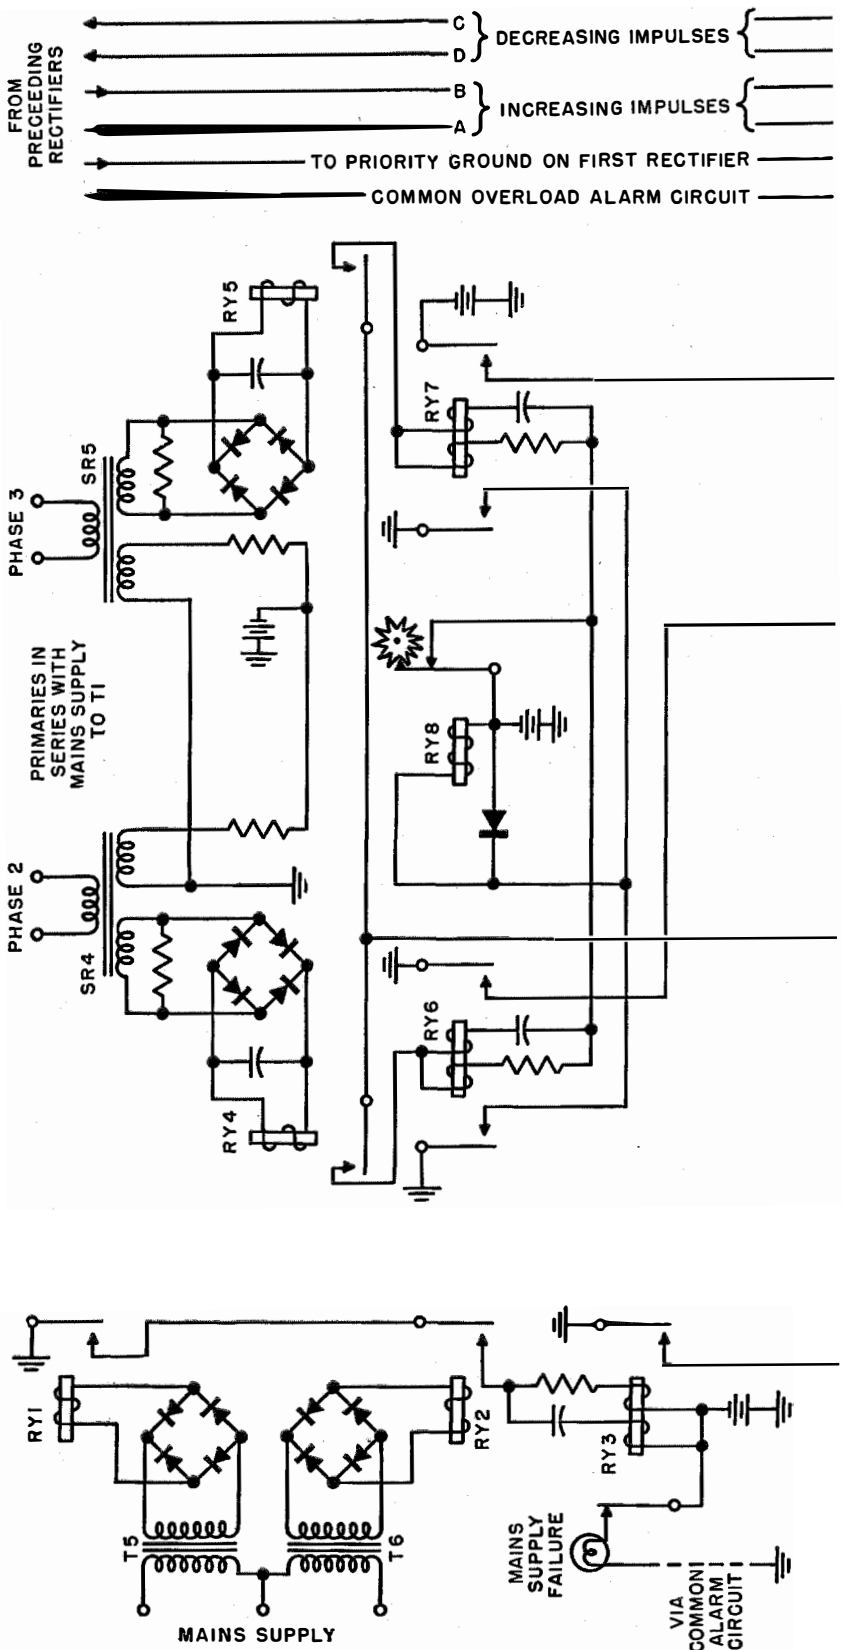 FROM
PRECEEDING
RECTIFIERS
C
D
DECREASING IMPULSES
B
A
INCREASING IMPULSES
TO PRIORITY GROUND ON FIRST RECTIFIER
COMMON OVERLOAD ALARM CIRCUIT
RY5
SR5
PHASE 3
RY7
PRIMARIES IN
SERIES WITH
MAINS SUPPLY
TO T1
RY8
PHASE 2
SR4
RY6
RY4
RY1
RY2
RY3
T5
T6
MAINS
SUPPLY
FAILURE
VIA
COMMON
ALARM
CIRCUIT
MAINS SUPPLY